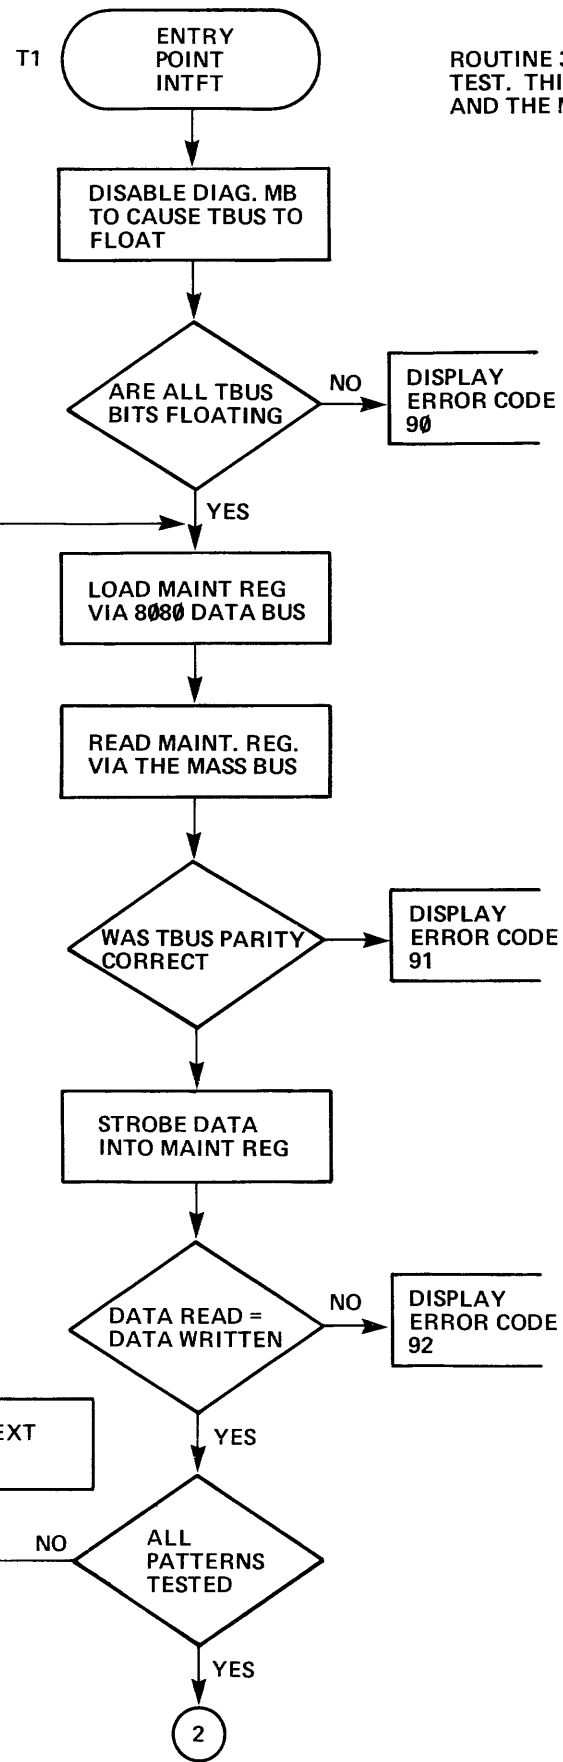 T1
ENTRY
POINT
INTFT
ROUTINE
TEST. THI
AND THE
DISABLE DIAG. MB
TO CAUSE TBUS TO
FLOAT
ARE ALL TBUS
BITS FLOATING
NO
DISPLAY
ERROR CODE
9Ø
YES
LOAD MAINT REG
VIA 8Ø8Ø DATA BUS
READ MAINT. REG.
VIA THE MASS BUS
WAS TBUS PARITY
CORRECT
DISPLAY
ERROR CODE
91
STROBE DATA
INTO MAINT REG
DATA READ =
DATA WRITTEN
NO
DISPLAY
ERROR CODE
92
EXT
YES
NO
ALL
PATTERNS
TESTED
YES
2